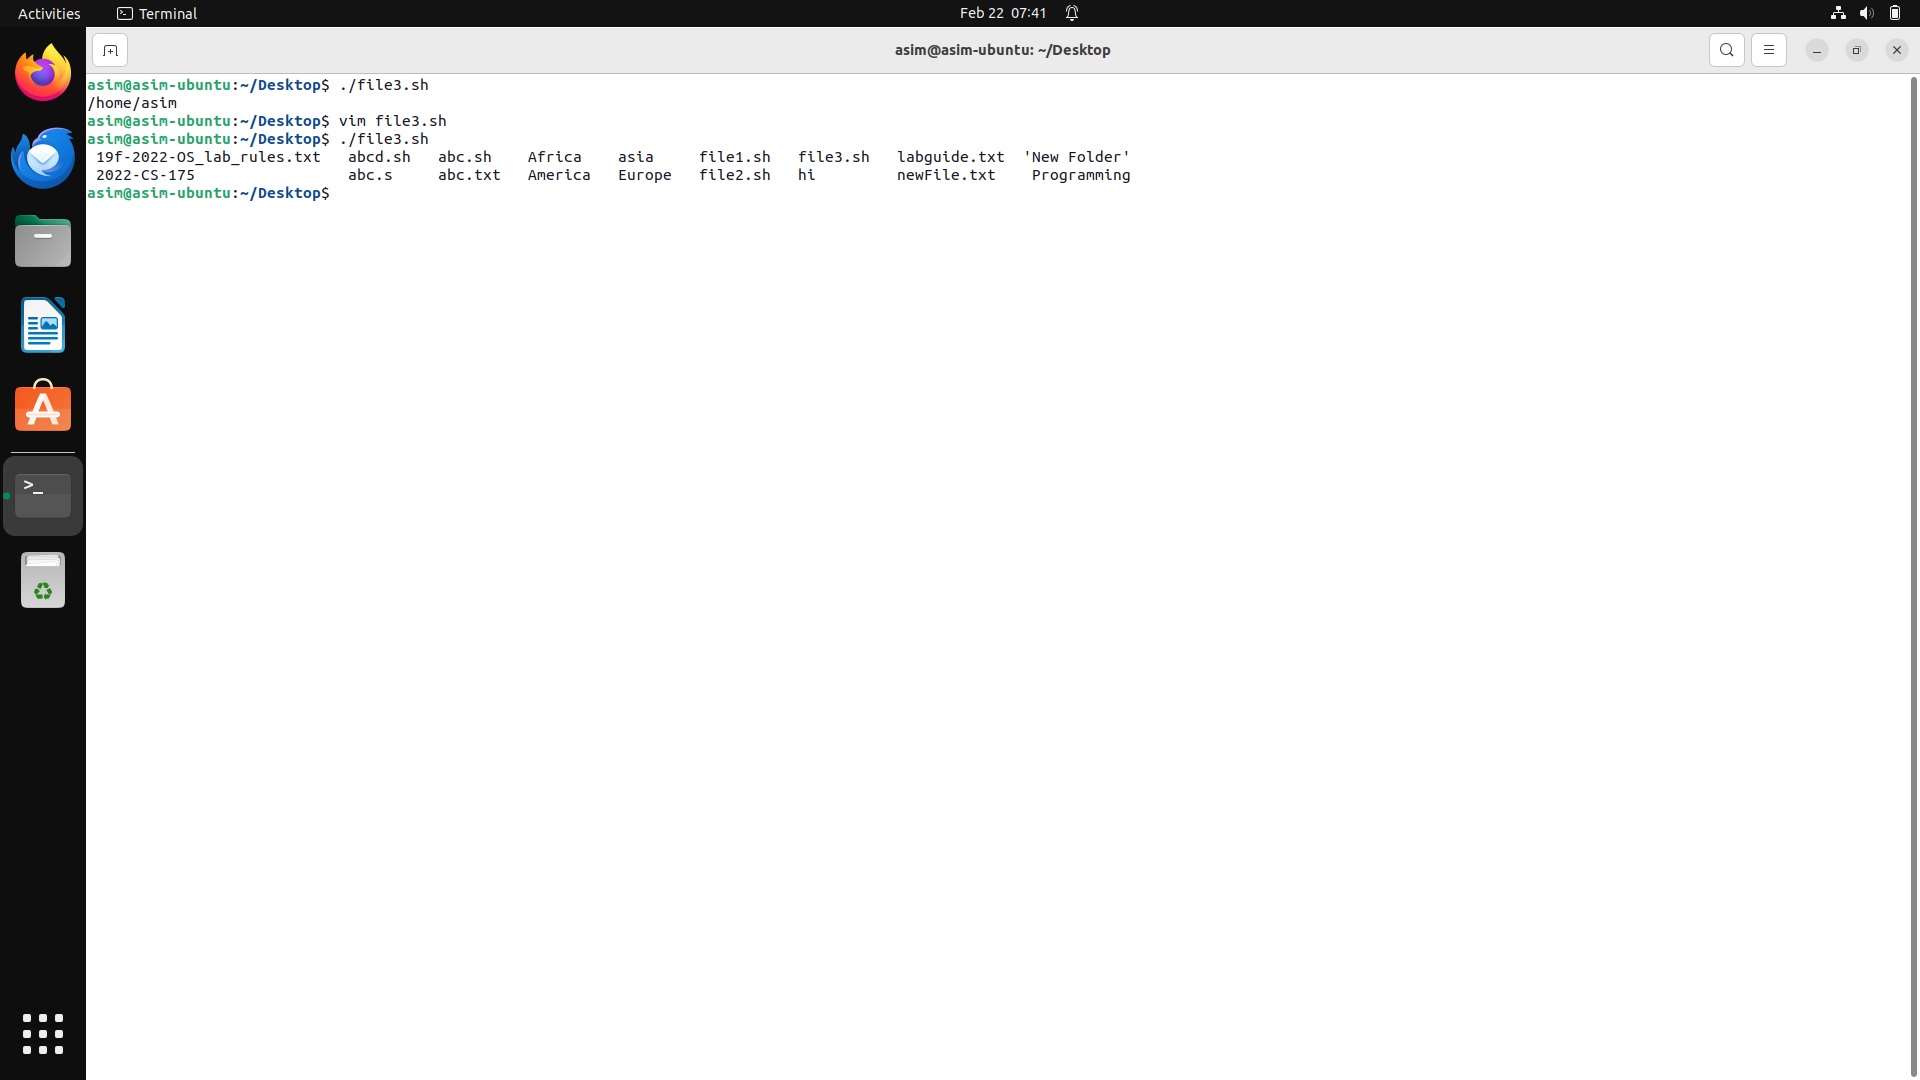 Activities Terminal Feb 22 07:41
asim@asim-ubuntu: ~/Desktop
asim@asim-ubuntu:~/Desktop$ ./file3.sh
/home/asim
asim@asim-ubuntu:~/Desktop$ vim file3.sh
asim@asim-ubuntu:~/Desktop$ ./file3.sh
19f-2022-OS_lab_rules.txt abcd.sh abc.sh Africa asia file1.sh file3.sh labguide.txt 'New Folder'
2022-CS-175 abc.s abc.txt America Europe file2.sh hi newFile.txt Programming
asim@asim-ubuntu:~/Desktop$